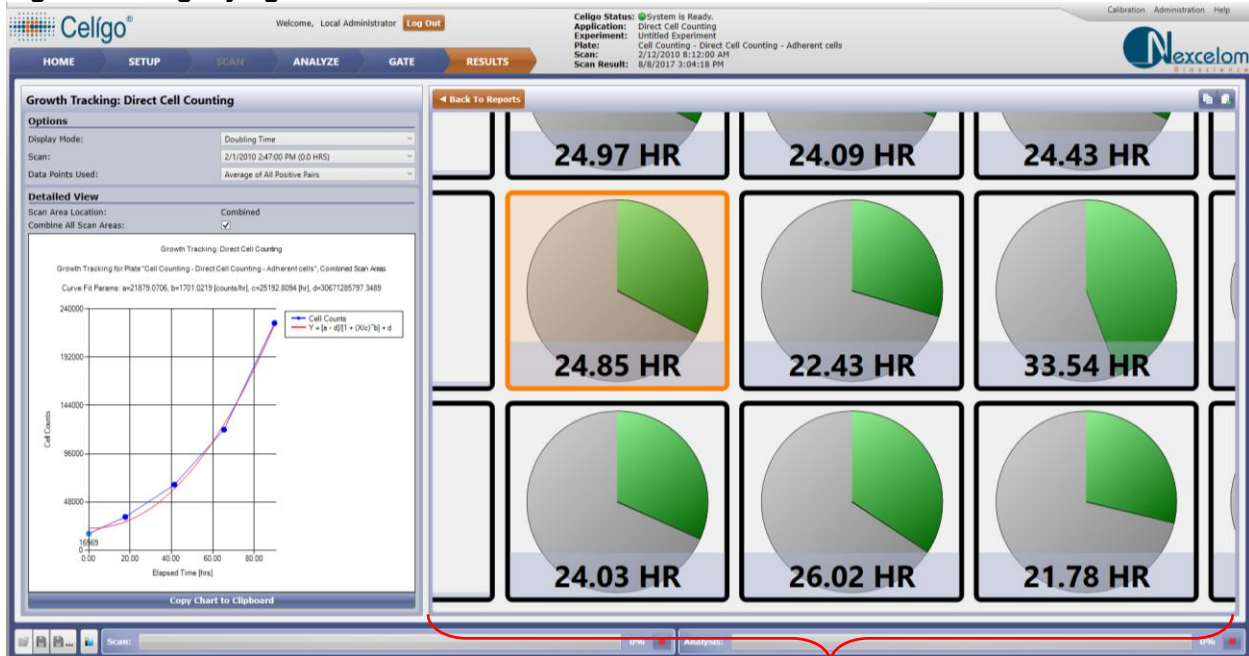 Celígo®
Welcome, Local Administrator Log Out
Celigo Status: System is Ready.
Application: Direct Cell Counting
Experiment: Untitled Experiment
Plate: Cell Counting - Direct Cell Counting - Adherent cells
Scan: 2/12/2010 8:12:00 AM
Scan Result: 8/8/2017 3:04:18 PM
Calibration Administration Help
Nexcelom
Bioscience
HOME SETUP SCAN ANALYZE GATE RESULTS
Growth Tracking: Direct Cell Counting
Options
Display Mode: Doubling Time
Scan: 2/1/2010 2:47:00 PM (0.0 HRS)
Data Points Used: Average of All Positive Pairs
Detailed View
Scan Area Location: Combined
Combine All Scan Areas:
Growth Tracking: Direct Cell Counting
Growth Tracking for Plate "Cell Counting - Direct Cell Counting - Adherent cells", Combined Scan Areas
Curve Fit Params: a=21879.0706, b=1701.0219 [counts/hr], c=25192.8094 [hr], d=30671285797.3489
Cell Counts
Y = [a - d]/[1 + (X/c)^b] + d
240000
192000
144000
96000
48000
0
Cell Counts
16969
0.00 20.00 40.00 60.00 80.00
Elapsed Time [hrs]
Copy Chart to Clipboard
Back To Reports
24.97 HR 24.09 HR 24.43 HR
24.85 HR 22.43 HR 33.54 HR
24.03 HR 26.02 HR 21.78 HR
Scan: 0% Analysis: 0%